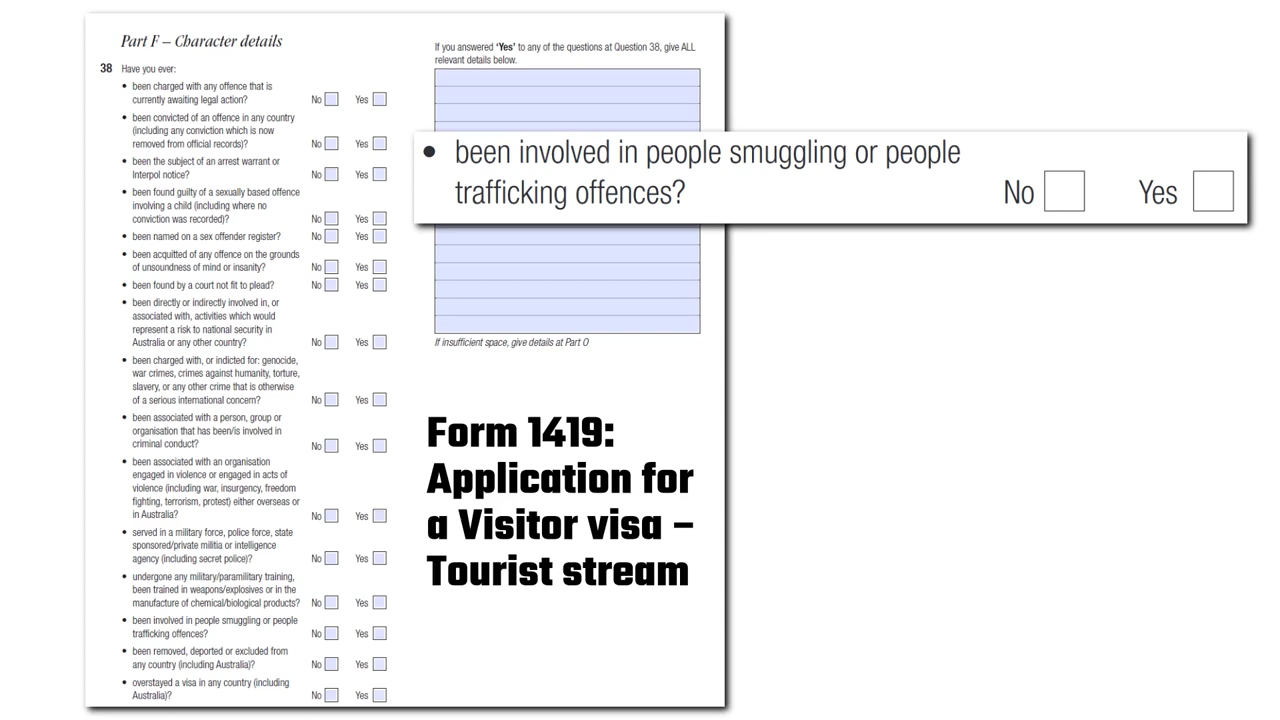 Part F – Character details
38 Have you ever:
• been charged with any offence that is
currently awaiting legal action? No Yes
• been convicted of an offence in any country
(including any conviction which is now
removed from official records)? No Yes
• been the subject of an arrest warrant or
Interpol notice? No Yes
• been found guilty of a sexually based offence
involving a child (including where no
conviction was recorded)? No Yes
• been named on a sex offender register? No Yes
• been acquitted of any offence on the grounds
of unsoundness of mind or insanity? No Yes
• been found by a court not fit to plead? No Yes
• been directly or indirectly involved in, or
associated with, activities which would
represent a risk to national security in
Australia or any other country? No Yes
• been charged with, or indicted for: genocide,
war crimes, crimes against humanity, torture,
slavery, or any other crime that is otherwise
of a serious international concern? No Yes
• been associated with a person, group or
organisation that has been/is involved in
criminal conduct? No Yes
• been associated with an organisation
engaged in violence or engaged in acts of
violence (including war, insurgency, freedom
fighting, terrorism, protest) either overseas or
in Australia? No Yes
• served in a military force, police force, state
sponsored/private militia or intelligence
agency (including secret police)? No Yes
• undergone any military/paramilitary training,
been trained in weapons/explosives or in the
manufacture of chemical/biological products? No Yes
• been involved in people smuggling or people
trafficking offences? No Yes
• been removed, deported or excluded from
any country (including Australia)? No Yes
• overstayed a visa in any country (including
Australia)? No Yes
If you answered ‘Yes’ to any of the questions at Question 38, give ALL
relevant details below.
• been involved in people smuggling or people
trafficking offences? No Yes
If insufficient space, give details at Part O
Form 1419:
Application for
a Visitor visa –
Tourist stream